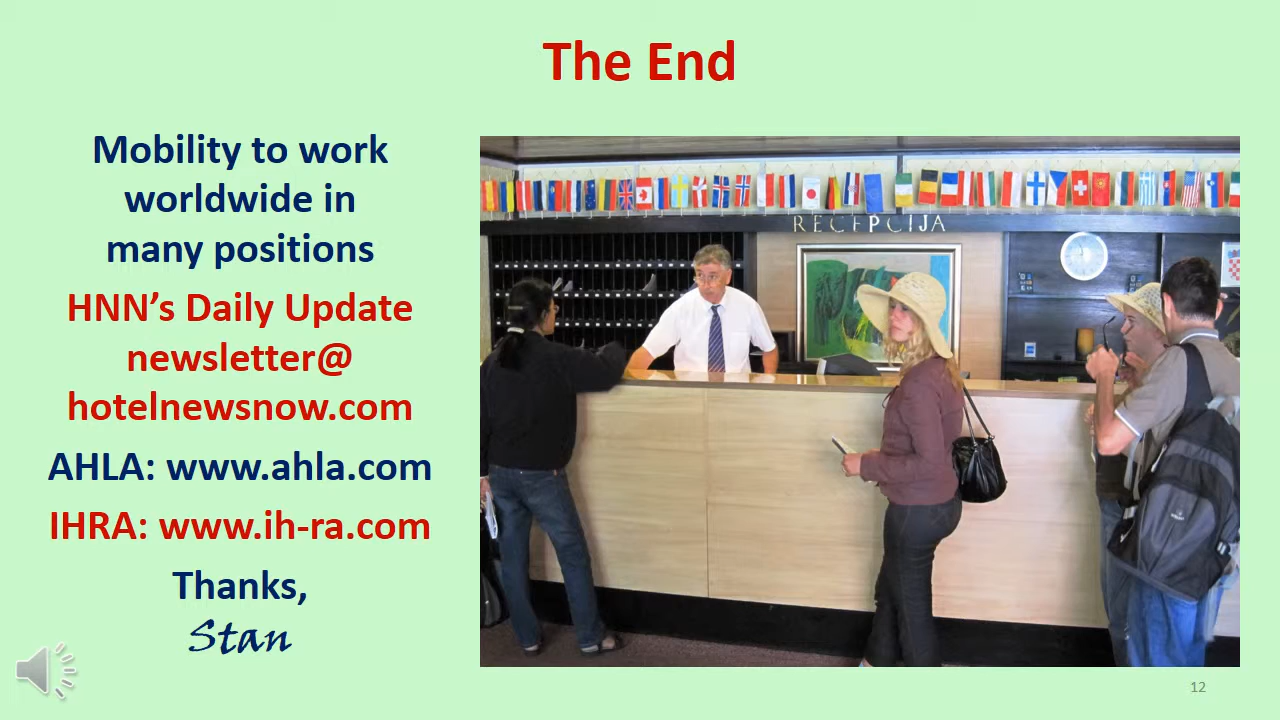 The End
Mobility to work
worldwide in
many positions
HNN’s Daily Update
newsletter@
hotelnewsnow.com
AHLA: www.ahla.com
IHRA: www.ih-ra.com
Thanks,
Stan
RECEPCIJA
12